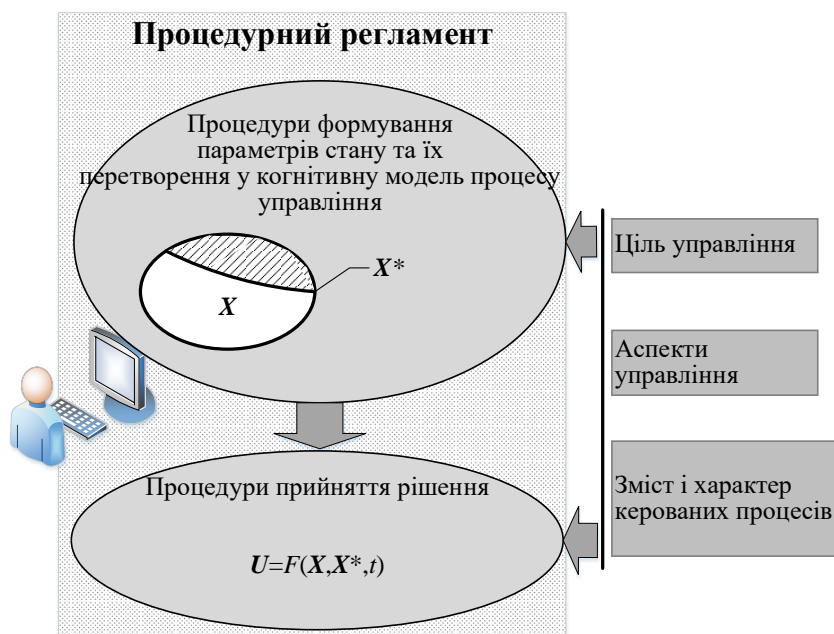 Процедурний регламент
Процедури формування
параметрів стану та їх
перетворення у когнітивну модель процесу
управління
X*
X
Ціль управління
Аспекти
управління
Процедури прийняття рішення
U=F(X,X*,t)
Зміст і характер
керованих процесів